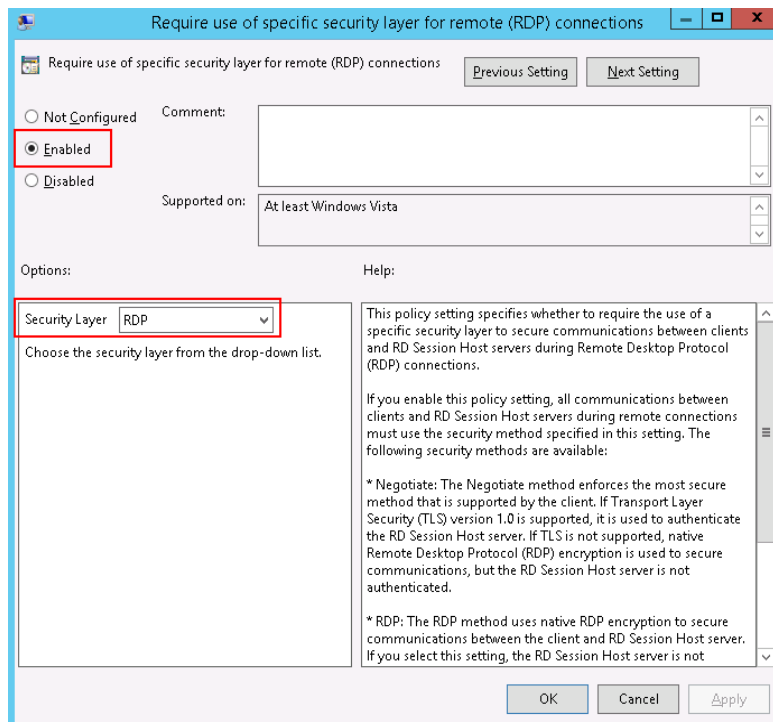 Require use of specific security layer for remote (RDP) connections
Require use of specific security layer for remote (RDP) connections
Previous Setting
Next Setting
Not Configured
Comment:
Enabled
Disabled
Supported on:
At least Windows Vista
Options:
Help:
Security Layer RDP
Choose the security layer from the drop-down list.
This policy setting specifies whether to require the use of a
specific security layer to secure communications between clients
and RD Session Host servers during Remote Desktop Protocol
(RDP) connections.
If you enable this policy setting, all communications between
clients and RD Session Host servers during remote connections
must use the security method specified in this setting. The
following security methods are available:
* Negotiate: The Negotiate method enforces the most secure
method that is supported by the client. If Transport Layer
Security (TLS) version 1.0 is supported, it is used to authenticate
the RD Session Host server. If TLS is not supported, native
Remote Desktop Protocol (RDP) encryption is used to secure
communications, but the RD Session Host server is not
authenticated.
* RDP: The RDP method uses native RDP encryption to secure
communications between the client and RD Session Host server.
If you select this setting, the RD Session Host server is not
OK
Cancel
Apply